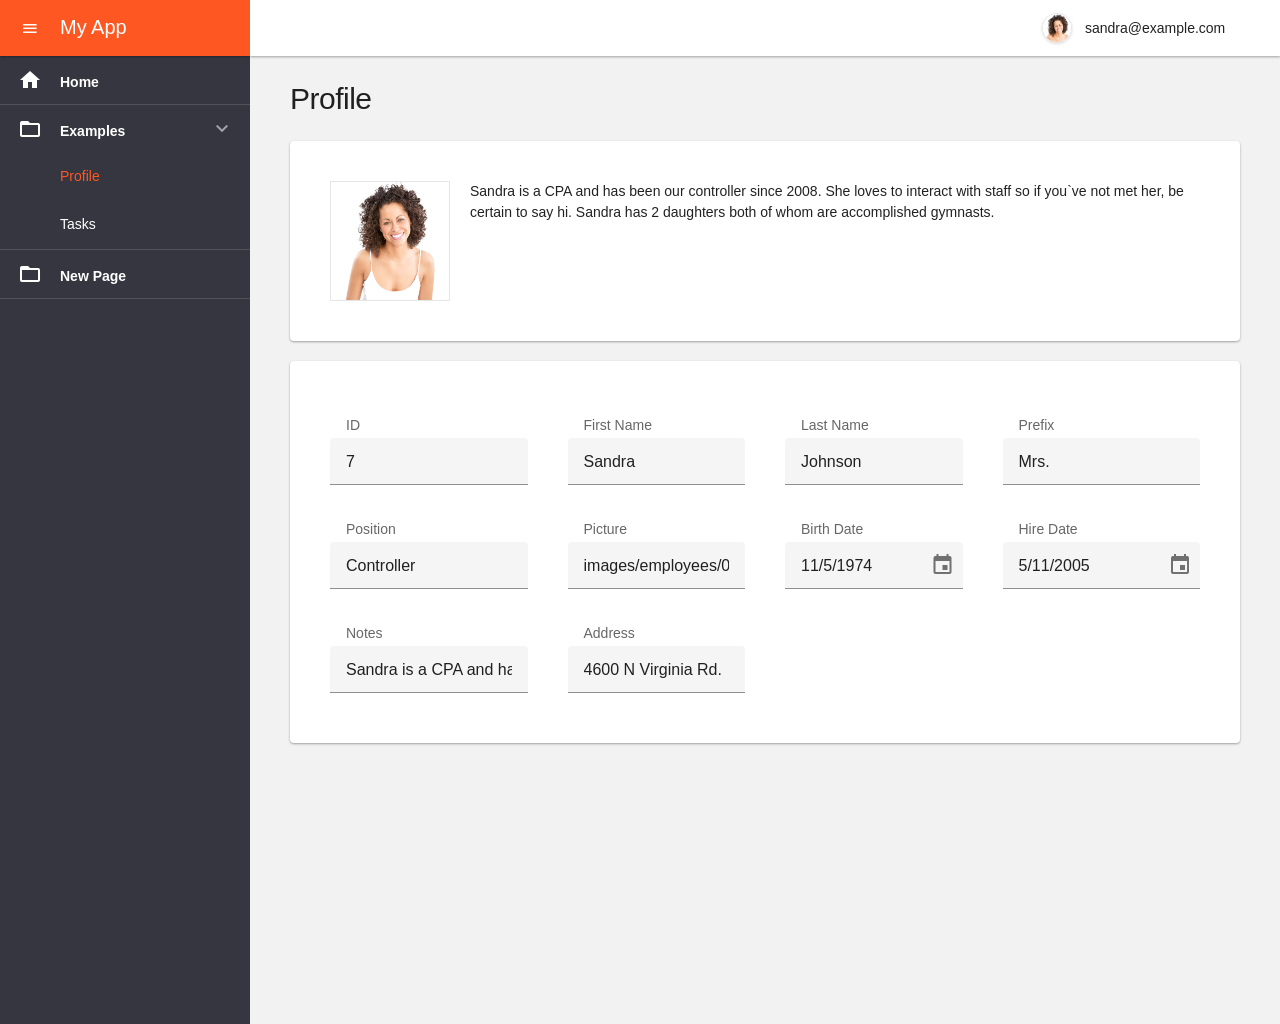 My App
sandra@example.com
Home
Examples
Profile
Tasks
New Page
Profile
Sandra is a CPA and has been our controller since 2008. She loves to interact with staff so if you`ve not met her, be
certain to say hi. Sandra has 2 daughters both of whom are accomplished gymnasts.
ID
First Name
Last Name
Prefix
7
Sandra
Johnson
Mrs.
Position
Picture
Birth Date
Hire Date
Controller
images/employees/0
11/5/1974
5/11/2005
Notes
Address
Sandra is a CPA and ha
4600 N Virginia Rd.